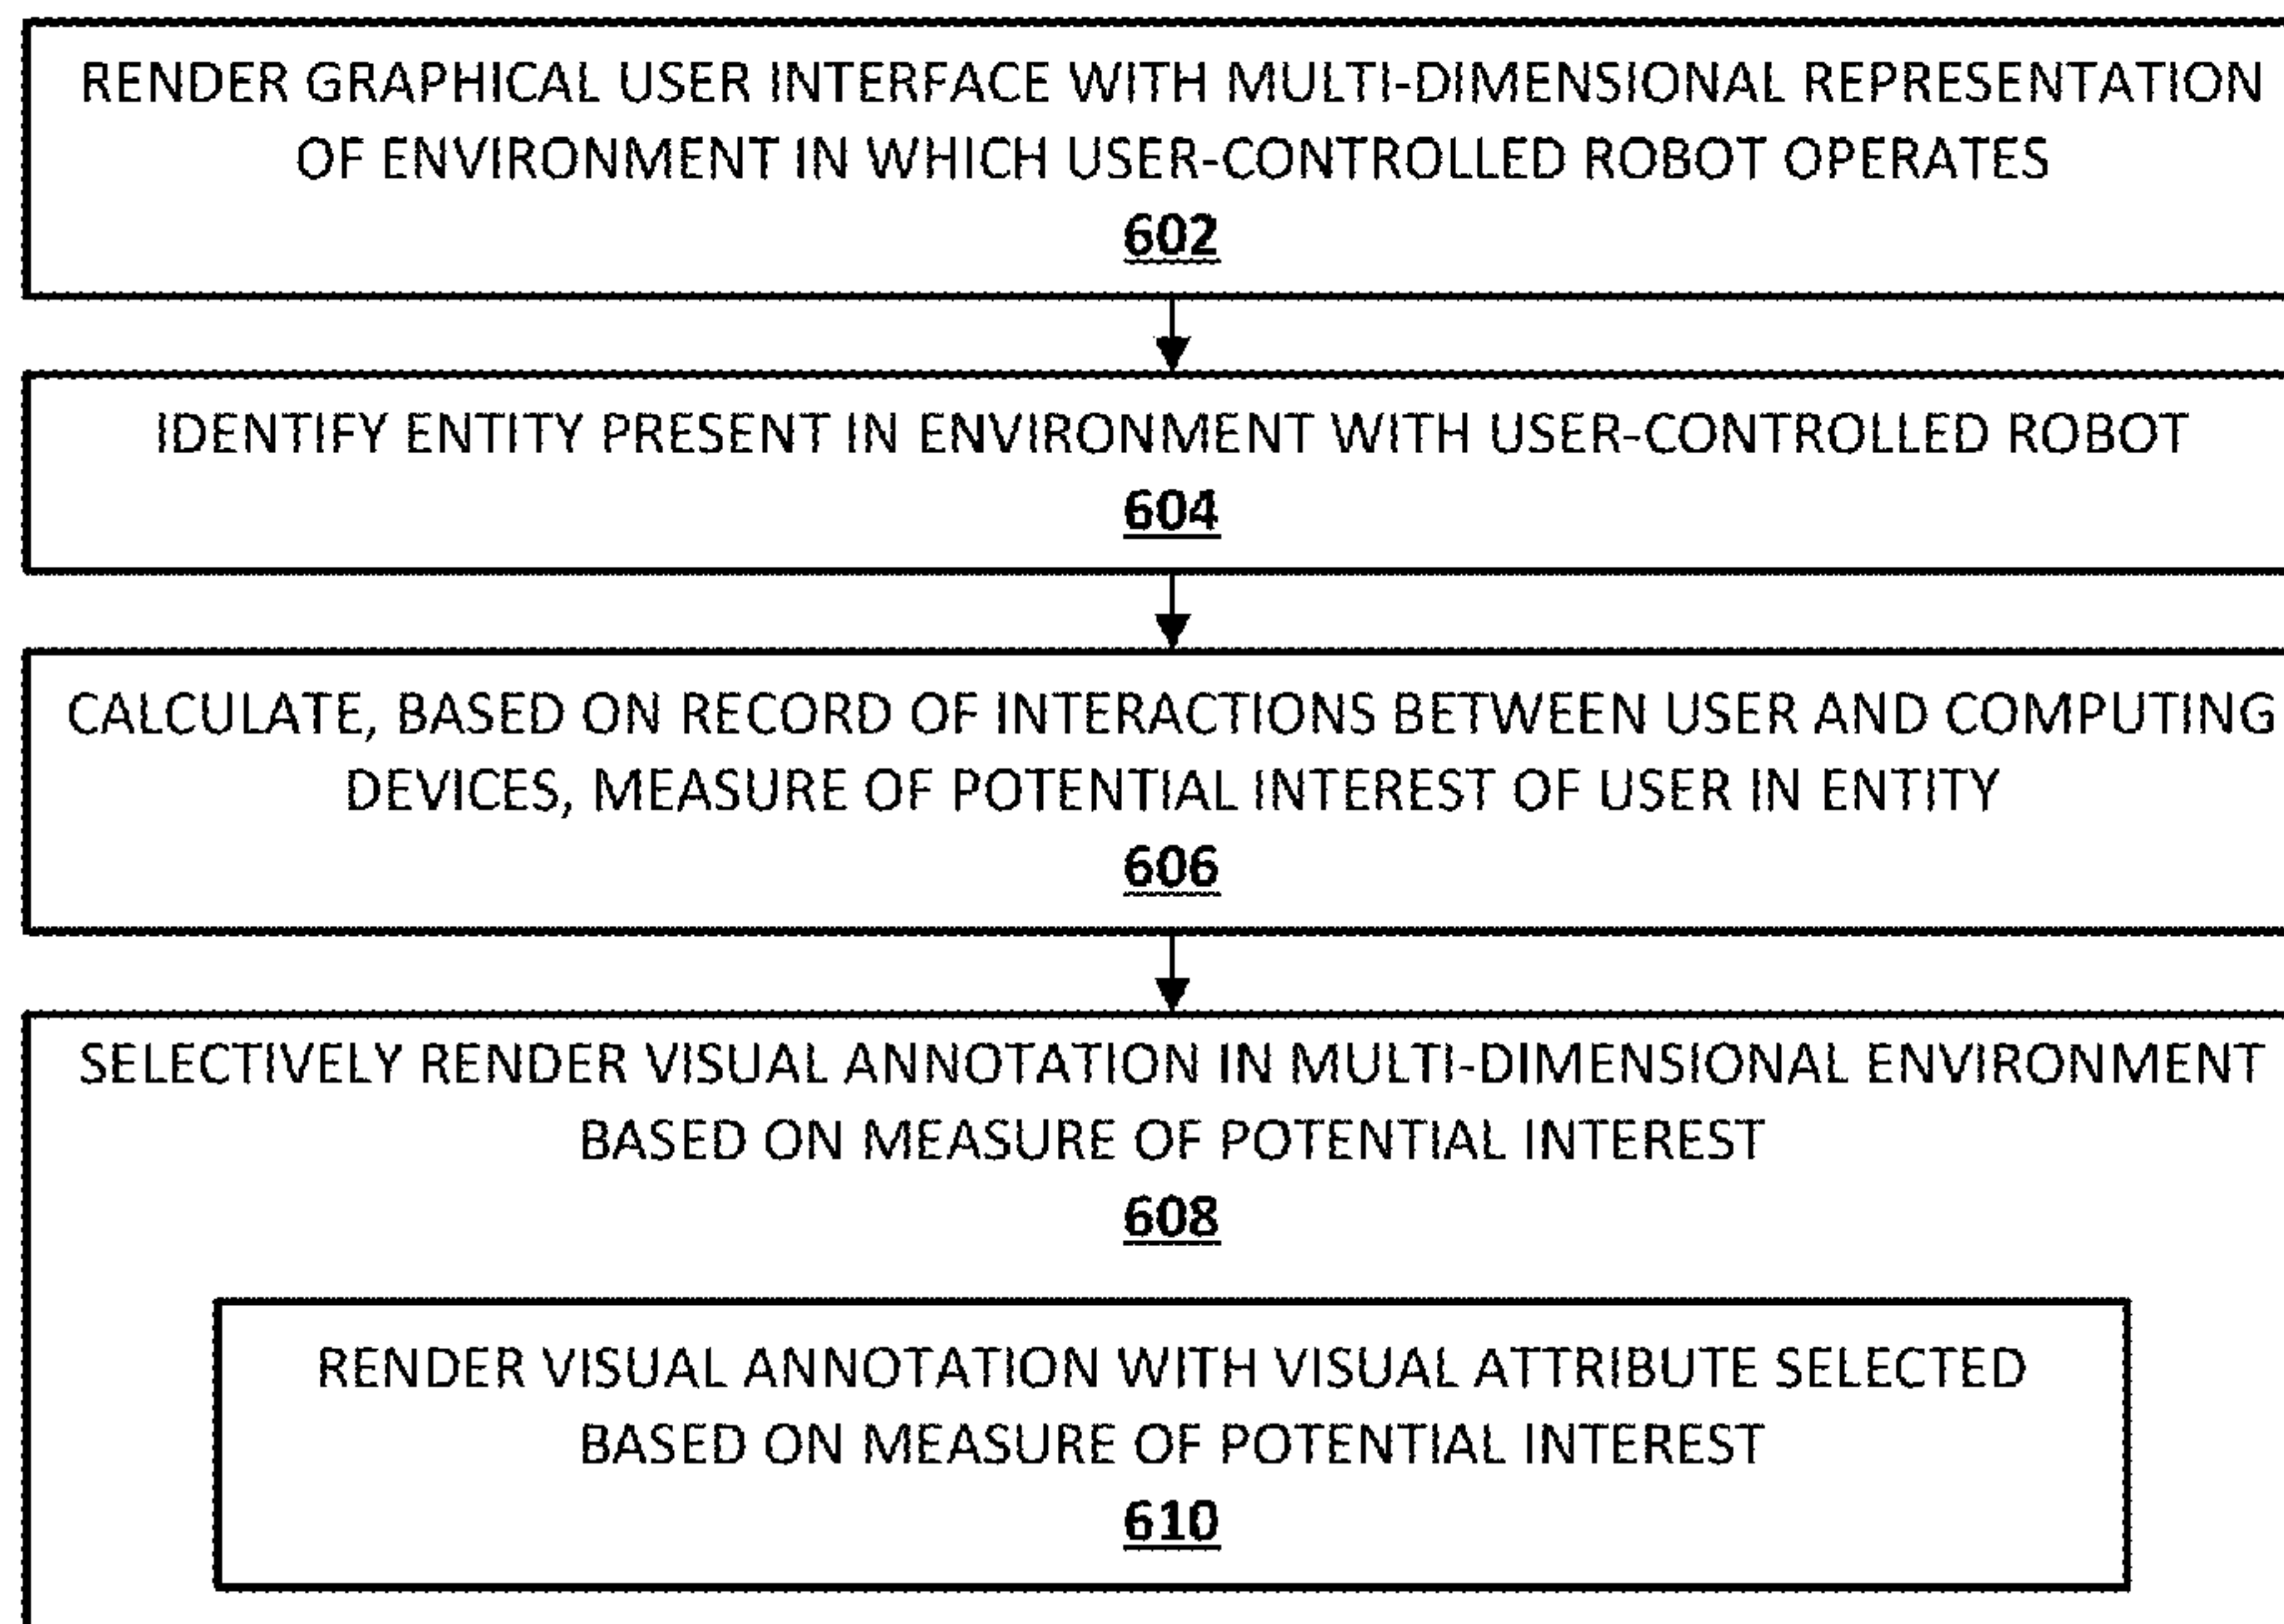 RENDER GRAPHICAL USER INTERFACE WITH MULTI-DIMENSIONAL REPRESENTATION
OF ENVIRONMENT IN WHICH USER-CONTROLLED ROBOT OPERATES
602
IDENTIFY ENTITY PRESENT IN ENVIRONMENT WITH USER-CONTROLLED ROBOT
604
CALCULATE, BASED ON RECORD OF INTERACTIONS BETWEEN USER AND COMPUTING
DEVICES, MEASURE OF POTENTIAL INTEREST OF USER IN ENTITY
606
SELECTIVELY RENDER VISUAL ANNOTATION IN MULTI-DIMENSIONAL ENVIRONMENT
BASED ON MEASURE OF POTENTIAL INTEREST
608
RENDER VISUAL ANNOTATION WITH VISUAL ATTRIBUTE SELECTED
BASED ON MEASURE OF POTENTIAL INTEREST
610